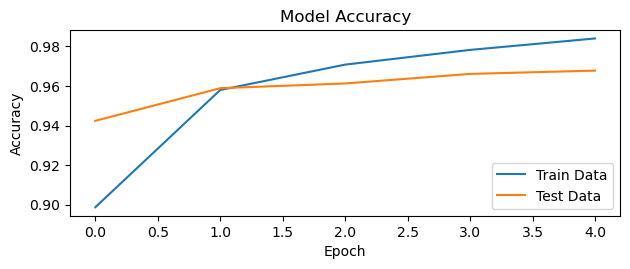 Model Accuracy
Accuracy
0.98
0.96
0.94
0.92
0.90
Train Data
Test Data
0.0 0.5 1.0 1.5 2.0 2.5 3.0 3.5 4.0
Epoch